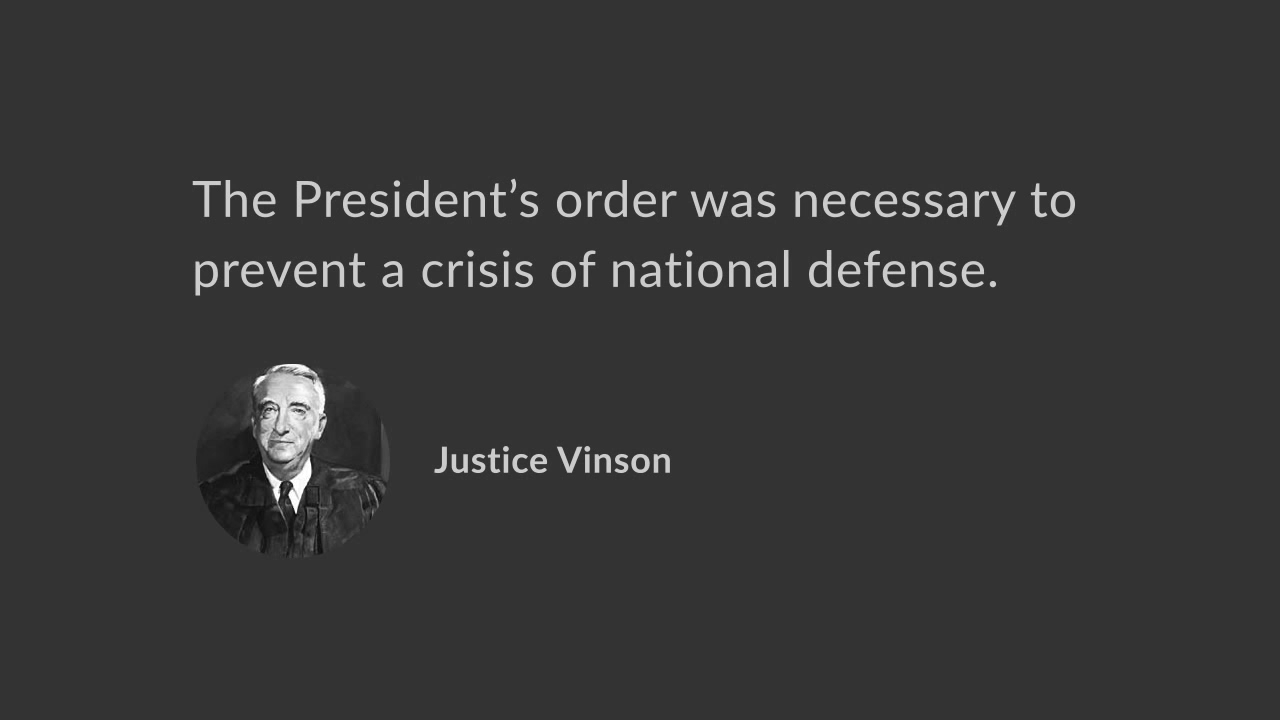 The President’s order was necessary to
prevent a crisis of national defense.
Justice Vinson